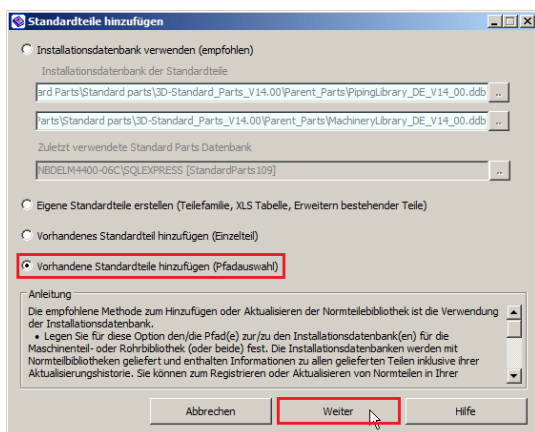 Standardteile hinzufügen
Installationsdatenbank verwenden (empfohlen)
Installationsdatenbank der Standardteile
ard Parts\Standard parts\3D-Standard_Parts_V14.00\Parent_Parts\PipingLibrary_DE_V14_00.ddb ..
Parts\Standard parts\3D-Standard_Parts_V14.00\Parent_Parts\MachineryLibrary_DE_V14_00.ddb ..
Zuletzt verwendete Standard Parts Datenbank
NBDELM4400-06C\SQLEXPRESS [StandardParts109] ..
Eigene Standardteile erstellen (Teilefamilie, XLS Tabelle, Erweitern bestehender Teile)
Vorhandenes Standardteil hinzufügen (Einzelteil)
Vorhandene Standardteile hinzufügen (Pfadauswahl)
Anleitung
Die empfohlene Methode zum Hinzufügen oder Aktualisieren der Normteilebibliothek ist die Verwendung
der Installationsdatenbank.
• Legen Sie für diese Option den/die Pfad(e) zur/zu den Installationsdatenbank(en) für die
Maschinenteil- oder Rohrbibliothek (oder beide) fest. Die Installationsdatenbanken werden mit
Normteilbibliotheken geliefert und enthalten Informationen zu allen gelieferten Teilen inklusive ihrer
Aktualisierungshistorie. Sie können zum Registrieren oder Aktualisieren von Normteilen in Ihrer
Abbrechen Weiter Hilfe